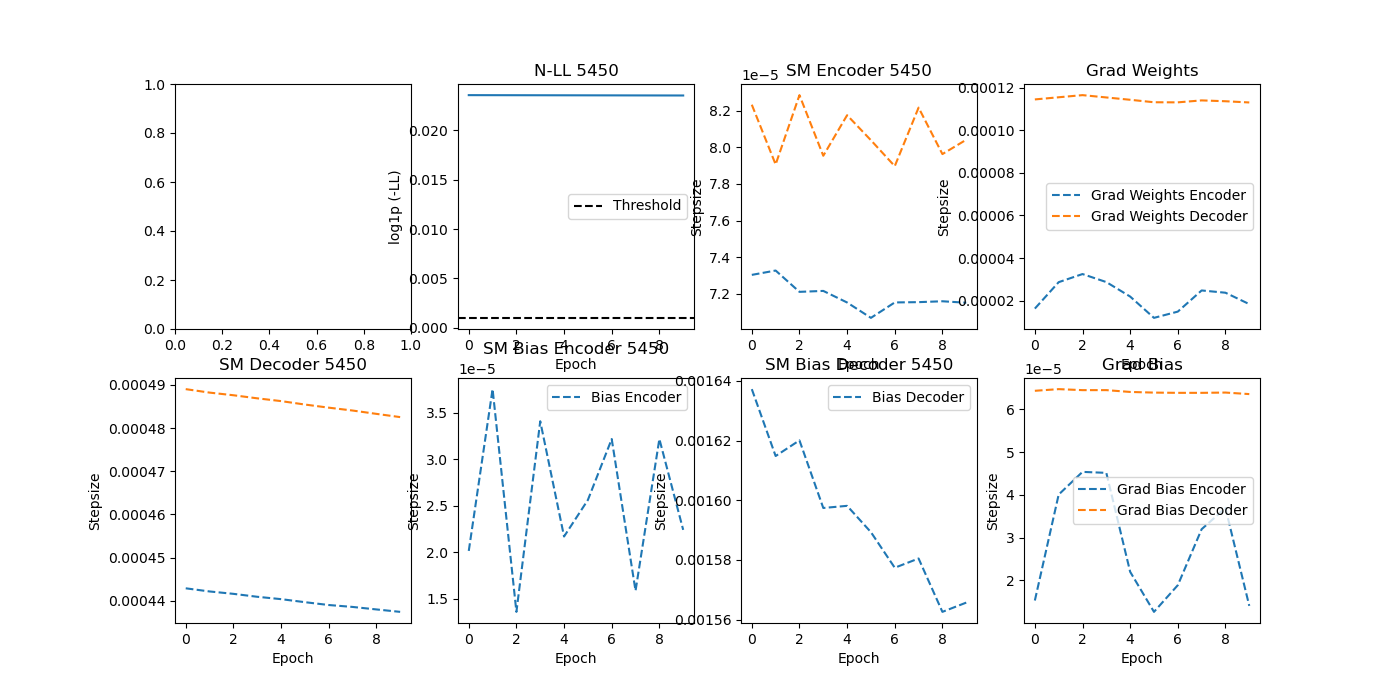 1.0
0.8
0.6
0.4
0.2
0.0
0.0 0.2 0.4 0.6 0.8 1.0
N-LL 5450
log1p (-LL)
0.020
0.015
0.010
0.005
0.000
Threshold
0 2 4 6 8
Epoch
1e−5
SM Encoder 5450
Stepsize
8.2
8.0
7.8
7.6
7.4
7.2
0 2 4 6 8
Epoch
Grad Weights
Stepsize
0.00012
0.00010
0.00008
0.00006
0.00004
0.00002
Grad Weights Encoder
Grad Weights Decoder
0 2 4 6 8
Epoch
SM Decoder 5450
Stepsize
0.00049
0.00048
0.00047
0.00046
0.00045
0.00044
0 2 4 6 8
Epoch
SM Bias Encoder 5450
1e−5
Stepsize
3.5
3.0
2.5
2.0
1.5
Bias Encoder
0 2 4 6 8
Epoch
SM Bias Decoder 5450
Stepsize
0.00164
0.00162
0.00160
0.00158
0.00156
Bias Decoder
0 2 4 6 8
Epoch
Grad Bias
1e−5
Stepsize
6
5
4
3
2
Grad Bias Encoder
Grad Bias Decoder
0 2 4 6 8
Epoch